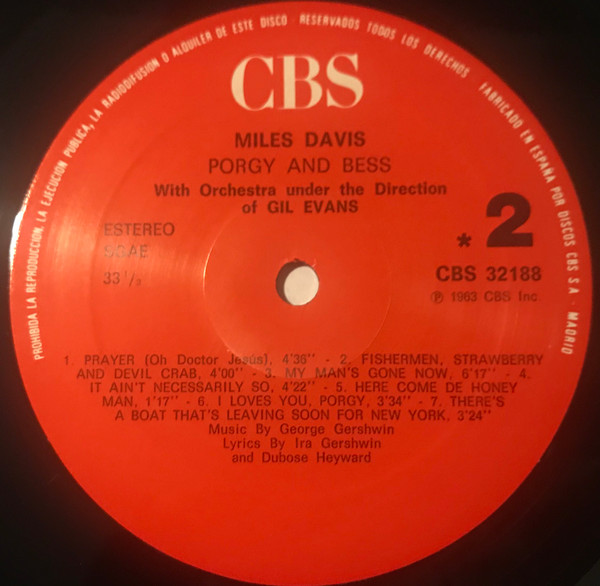 PROHIBIDA LA REPRODUCCION, LA EJECUCION PUBLICA, LA RADIODIFUSION O ALQUILER DE ESTE DISCO - RESERVADOS TODOS LOS DERECHOS - FABRICADO EN ESPAÑA POR DISCOS CBS S A - MADRID
CBS
MILES DAVIS
PORGY AND BESS
With Orchestra under the Direction
of GIL EVANS
ESTEREO
* 2
SGAE
33 1/3
CBS 32188
℗ 1963 CBS Inc.
1. PRAYER (Oh Doctor Jesús), 4'36" - 2. FISHERMEN, STRAWBERRY
AND DEVIL CRAB, 4'00" - 3. MY MAN'S GONE NOW, 6'17" - 4.
IT AIN'T NECESSARILY SO, 4'22" - 5. HERE COME DE HONEY
MAN, 1'17" - 6. I LOVES YOU, PORGY, 3'34" - 7. THERE'S
A BOAT THAT'S LEAVING SOON FOR NEW YORK, 3'24"
Music By George Gershwin
Lyrics By Ira Gershwin
and Dubose Heyward